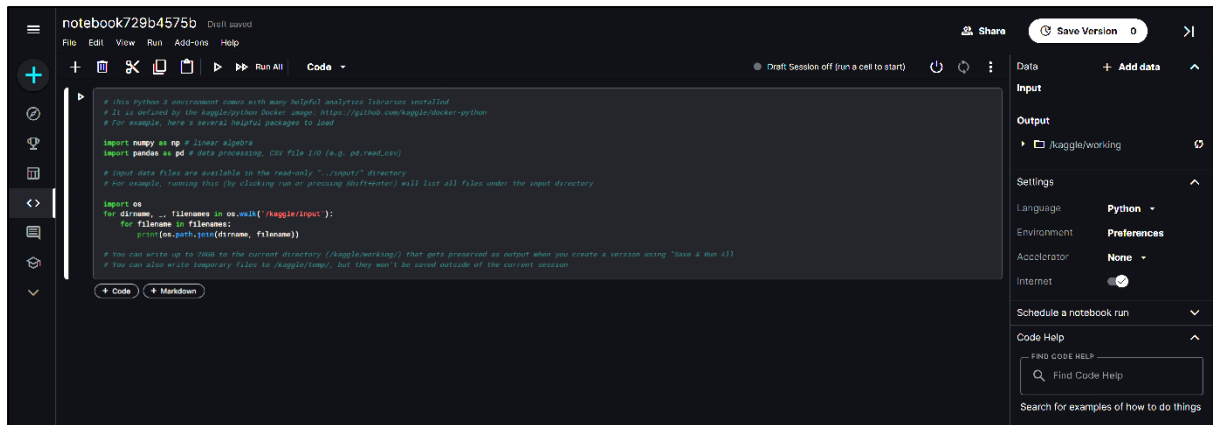 notebook729b4575b Draft saved
File Edit View Run Add-ons Help
Share
Save Version 0
Run All Code
Draft Session off (run a cell to start)
# This Python 3 environment comes with many helpful analytics libraries installed
# It is defined by the kaggle/python Docker image: https://github.com/kaggle/docker-python
# For example, here's several helpful packages to load
import numpy as np # linear algebra
import pandas as pd # data processing, CSV file I/O (e.g. pd.read_csv)
# Input data files are available in the read-only "../input/" directory
# For example, running this (by clicking run or pressing Shift+Enter) will list all files under the input directory
import os
for dirname, _, filenames in os.walk('/kaggle/input'):
for filename in filenames:
print(os.path.join(dirname, filename))
# You can write up to 20GB to the current directory (/kaggle/working/) that gets preserved as output when you create a version using "Save & Run All"
# You can also write temporary files to /kaggle/temp/, but they won't be saved outside of the current session
+ Code
+ Markdown
Data
+ Add data
Input
Output
/kaggle/working
Settings
Language Python
Environment Preferences
Accelerator None
Internet
Schedule a notebook run
Code Help
FIND CODE HELP
Find Code Help
Search for examples of how to do things